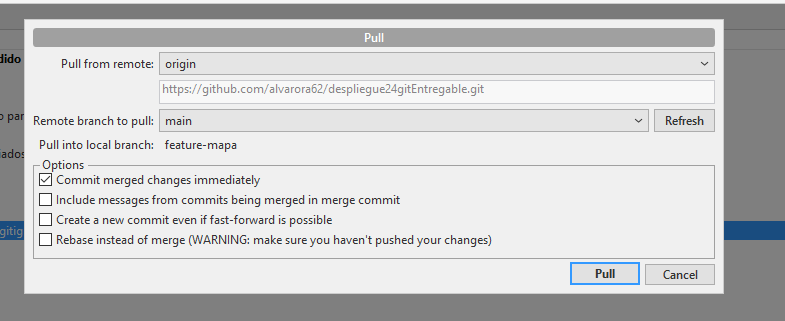 Pull
dido
Pull from remote: origin
https://github.com/alvarora62/despliegue24gitEntregable.git
o par
Remote branch to pull: main Refresh
Pull into local branch: feature-mapa
iados
Options
Commit merged changes immediately
Include messages from commits being merged in merge commit
Create a new commit even if fast-forward is possible
gitig
Rebase instead of merge (WARNING: make sure you haven't pushed your changes)
Pull Cancel